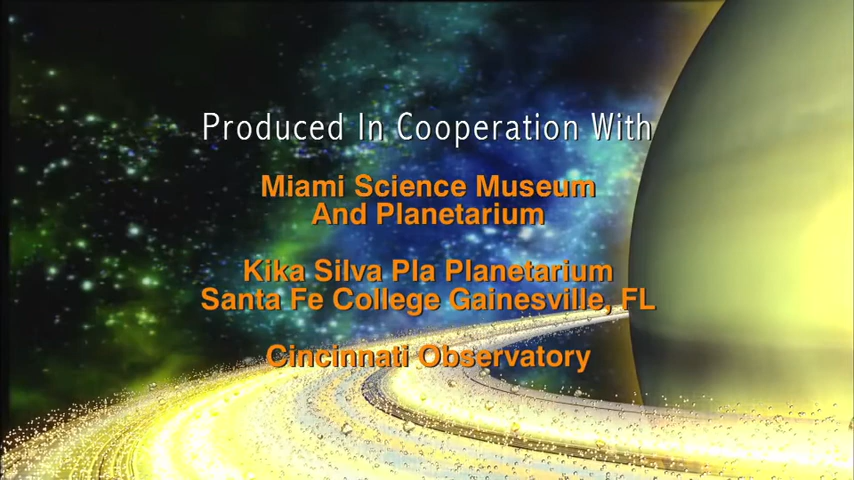 Produced In Cooperation With
Miami Science Museum
And Planetarium
Kika Silva Pla Planetarium
Santa Fe College Gainesville, FL
Cincinnati Observatory